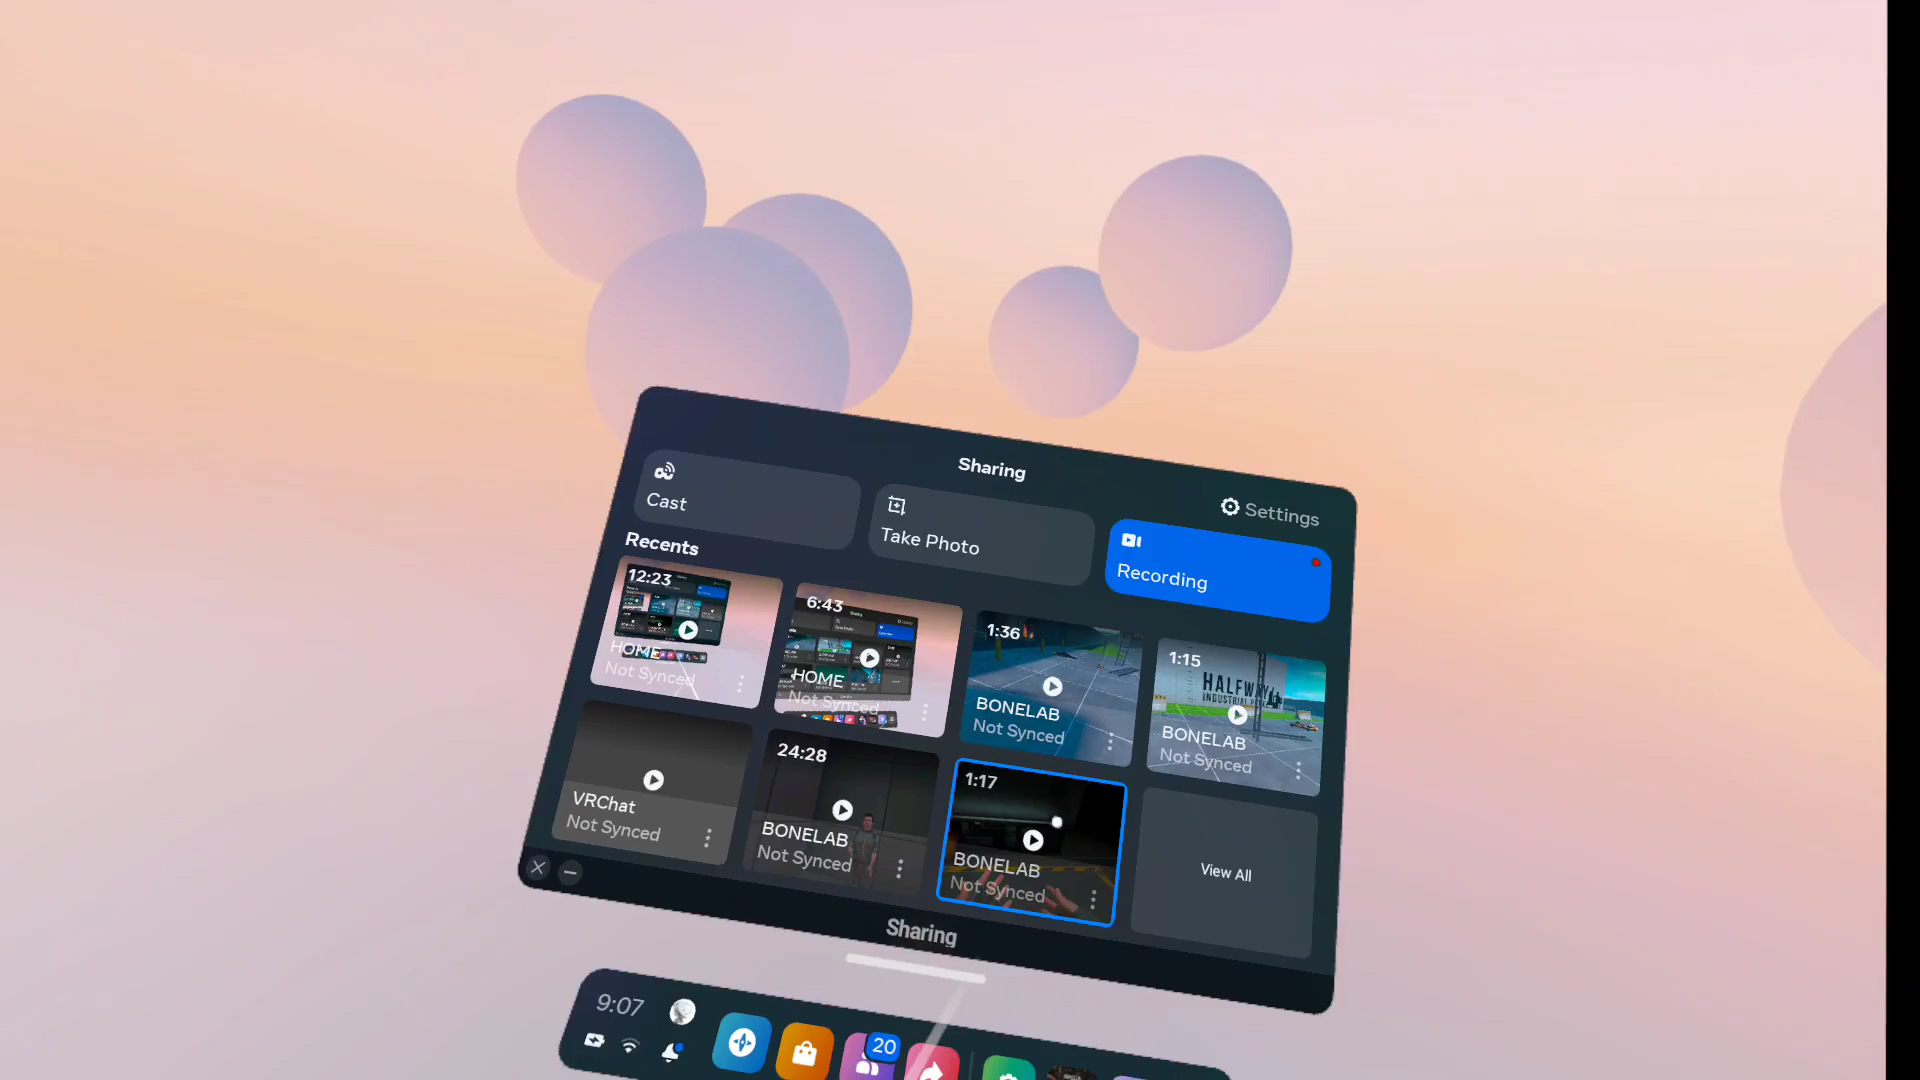 Sharing
Settings
Cast
Take Photo
Recording
Recents
12:23
HOME
Not Synced
6:43
HOME
Not Synced
1:36
BONELAB
Not Synced
1:15
HALFWAY
INDUSTRIAL
BONELAB
Not Synced
VRChat
Not Synced
24:28
BONELAB
Not Synced
1:17
BONELAB
Not Synced
View All
Sharing
9:07
20